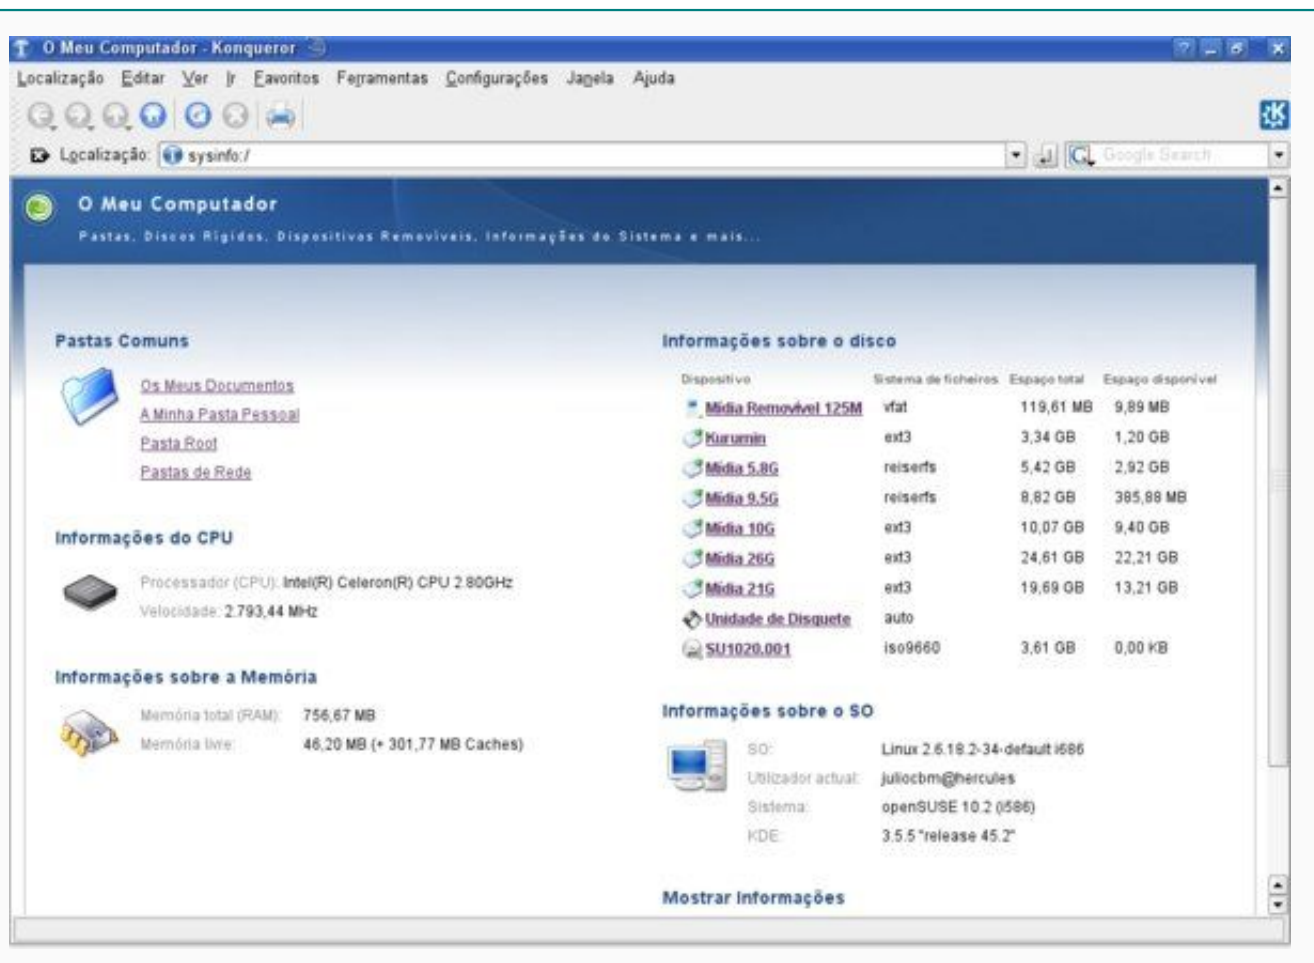 O Meu Computador - Konqueror
Localização Editar Ver Ir Favoritos Ferramentas Configurações Janela Ajuda
Localização: sysinfo:/
Google Search
O Meu Computador
Pastas, Discos Rígidos, Dispositivos Removíveis, Informações do Sistema e mais...
Pastas Comuns
Os Meus Documentos
A Minha Pasta Pessoal
Pasta Root
Pastas de Rede
Informações do CPU
Processador (CPU): Intel(R) Celeron(R) CPU 2.80GHz
Velocidade: 2.793,44 MHz
Informações sobre a Memória
Memória total (RAM): 756,67 MB
Memória livre: 46,20 MB (+ 301,77 MB Caches)
Informações sobre o disco
Dispositivo Sistema de ficheiros Espaço total Espaço disponível
Mídia Removível 125M vfat 119,61 MB 9,89 MB
Kurumin ext3 3,34 GB 1,20 GB
Mídia 5.8G reiserfs 5,42 GB 2,92 GB
Mídia 9.5G reiserfs 8,82 GB 385,88 MB
Mídia 10G ext3 10,07 GB 9,40 GB
Mídia 26G ext3 24,61 GB 22,21 GB
Mídia 21G ext3 19,69 GB 13,21 GB
Unidade de Disquete auto
SU1020.001 iso9660 3,61 GB 0,00 KB
Informações sobre o SO
SO: Linux 2.6.18.2-34-default i686
Utilizador actual: juliocbm@hercules
Sistema: openSUSE 10.2 (i586)
KDE: 3.5.5 "release 45.2"
Mostrar Informações